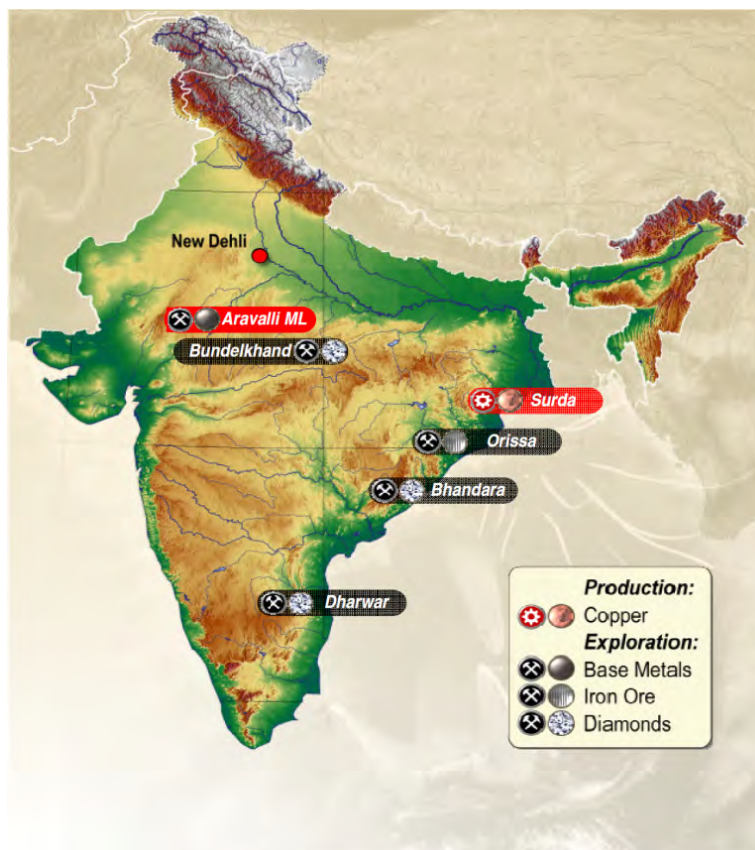 New Dehli
Aravalli ML
Bundelkhand
Surda
Orissa
Bhandara
Dharwar
Production:
Copper
Exploration:
Base Metals
Iron Ore
Diamonds